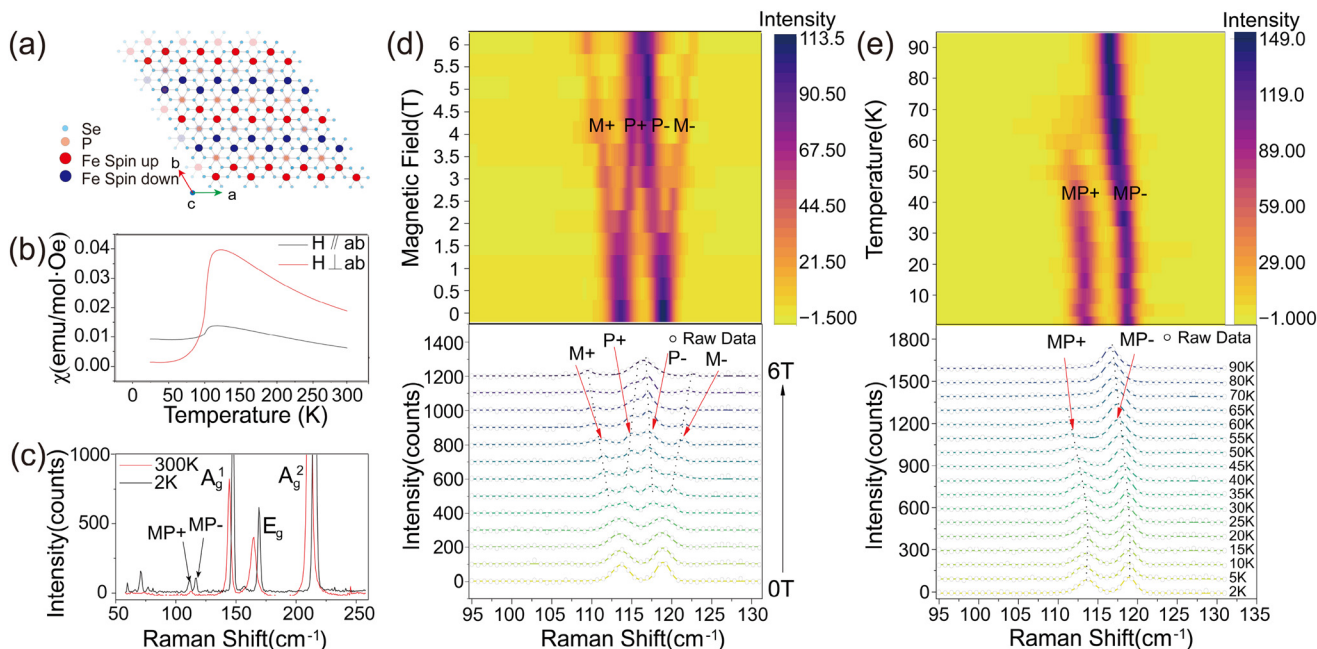 (a)
Se
P
Fe Spin up
Fe Spin down
b
c
a
(b)
χ(emu/mol·Oe)
0.04
0.03
0.02
0.01
0.00
H // ab
H ⊥ ab
0 50 100 150 200 250 300
Temperature (K)
(c)
Intensity(counts)
1000
500
0
300K
2K
MP+
MP-
A_g^1
E_g
A_g^2
50 100 150 200 250
Raman Shift(cm⁻¹)
(d)
Magnetic Field(T)
6
5.5
5
4.5
4
3.5
3
2.5
2
1.5
1
0.5
0
M+ P+ P- M-
Intensity
113.5
90.50
67.50
44.50
21.50
−1.500
Intensity(counts)
1400
1200
1000
800
600
400
200
0
Raw Data
M+
P+
P-
M-
6T
0T
95 100 105 110 115 120 125 131
Raman Shift(cm⁻¹)
(e)
Temperature(K)
90
80
70
60
50
40
30
20
10
MP+ MP-
Intensity
149.0
119.0
89.00
59.00
29.00
−1.000
Intensity(counts)
1800
1500
1200
900
600
300
0
Raw Data
MP+
MP-
90K
80K
70K
65K
60K
55K
50K
45K
40K
35K
30K
25K
20K
15K
10K
5K
2K
95 100 105 110 115 120 125 130 135
Raman Shift(cm⁻¹)